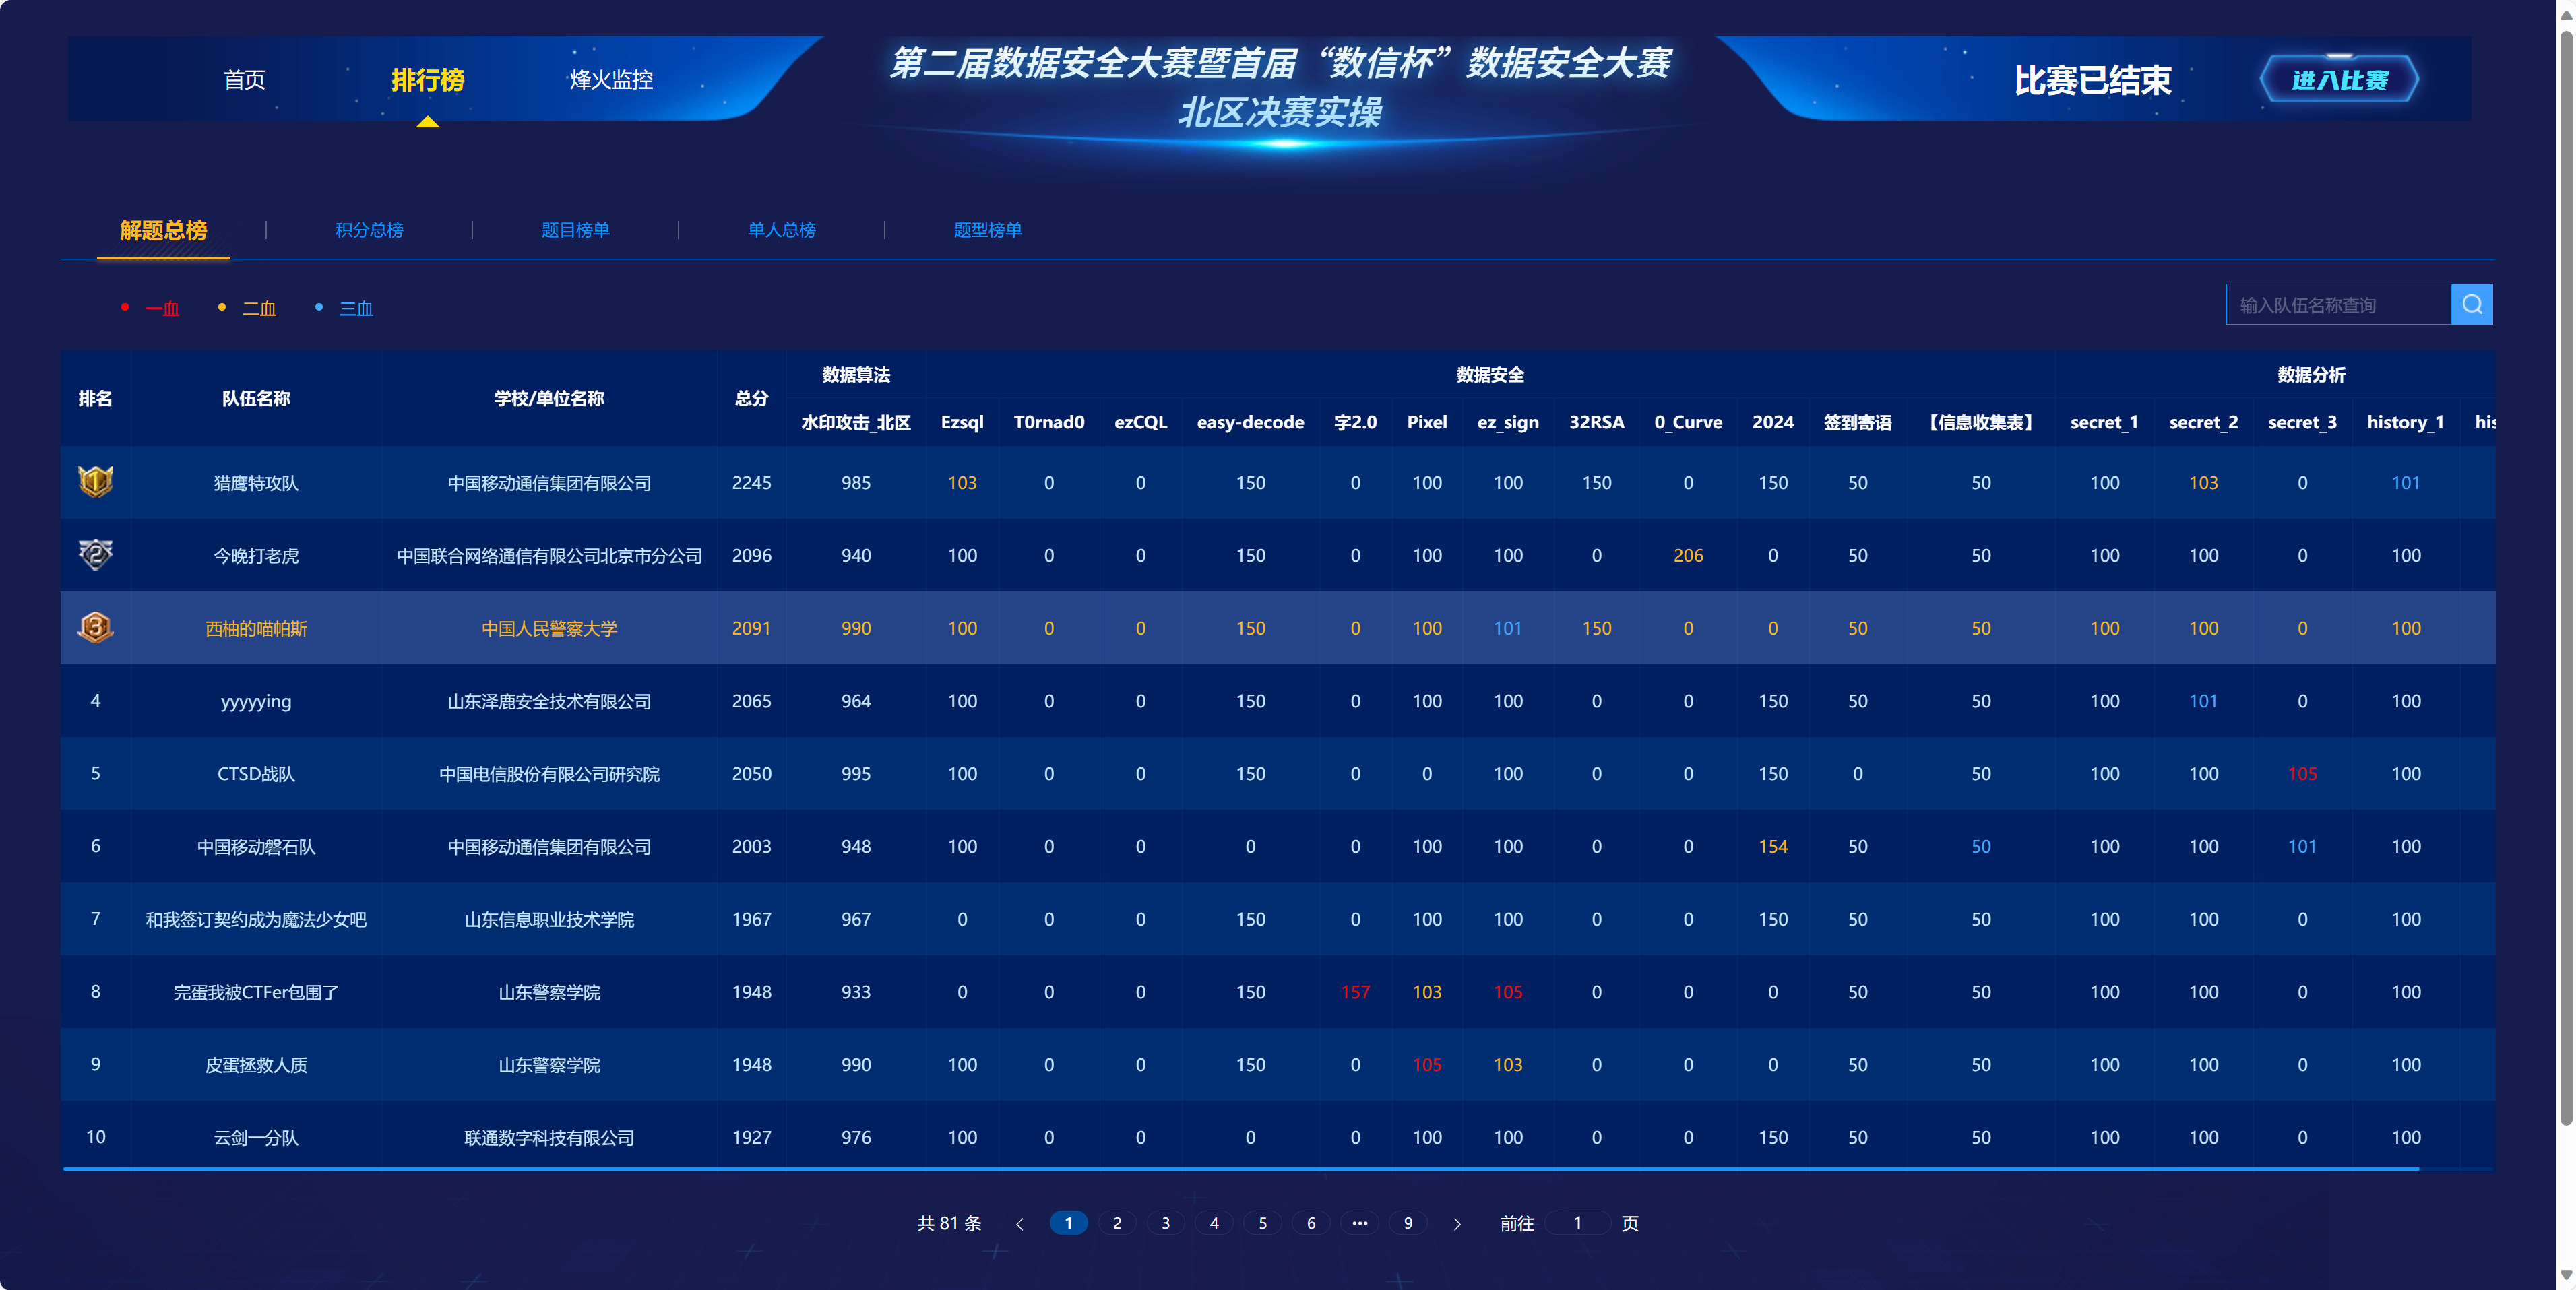 首页 排行榜 烽火监控
第二届数据安全大赛暨首届“数信杯”数据安全大赛
北区决赛实操
比赛已结束 进入比赛
解题总榜 积分总榜 题目榜单 单人总榜 题型榜单
一血 二血 三血
输入队伍名称查询
排名 队伍名称 学校/单位名称 总分 数据算法 数据安全 数据分析
水印攻击_北区 Ezsql T0rnad0 ezCQL easy-decode 字2.0 Pixel ez_sign 32RSA 0_Curve 2024 签到寄语 【信息收集表】 secret_1 secret_2 secret_3 history_1 his
1 猎鹰特攻队 中国移动通信集团有限公司 2245 985 103 0 0 150 0 100 100 150 0 150 50 50 100 103 0 101
2 今晚打老虎 中国联合网络通信有限公司北京市分公司 2096 940 100 0 0 150 0 100 100 0 206 0 50 50 100 100 0 100
3 西柚的喵帕斯 中国人民警察大学 2091 990 100 0 0 150 0 100 101 150 0 0 50 50 100 100 0 100
4 yyyyying 山东泽鹿安全技术有限公司 2065 964 100 0 0 150 0 100 100 0 0 150 50 50 100 101 0 100
5 CTSD战队 中国电信股份有限公司研究院 2050 995 100 0 0 150 0 0 100 0 0 150 0 50 100 100 105 100
6 中国移动磐石队 中国移动通信集团有限公司 2003 948 100 0 0 0 0 100 100 0 0 154 50 50 100 100 101 100
7 和我签订契约成为魔法少女吧 山东信息职业技术学院 1967 967 0 0 0 150 0 100 100 0 0 150 50 50 100 100 0 100
8 完蛋我被CTFer包围了 山东警察学院 1948 933 0 0 0 150 157 103 105 0 0 0 50 50 100 100 0 100
9 皮蛋拯救人质 山东警察学院 1948 990 100 0 0 150 0 105 103 0 0 0 50 50 100 100 0 100
10 云剑一分队 联通数字科技有限公司 1927 976 100 0 0 0 0 100 100 0 0 150 50 50 100 100 0 100
共 81 条 < 1 2 3 4 5 6 ··· 9 > 前往 1 页